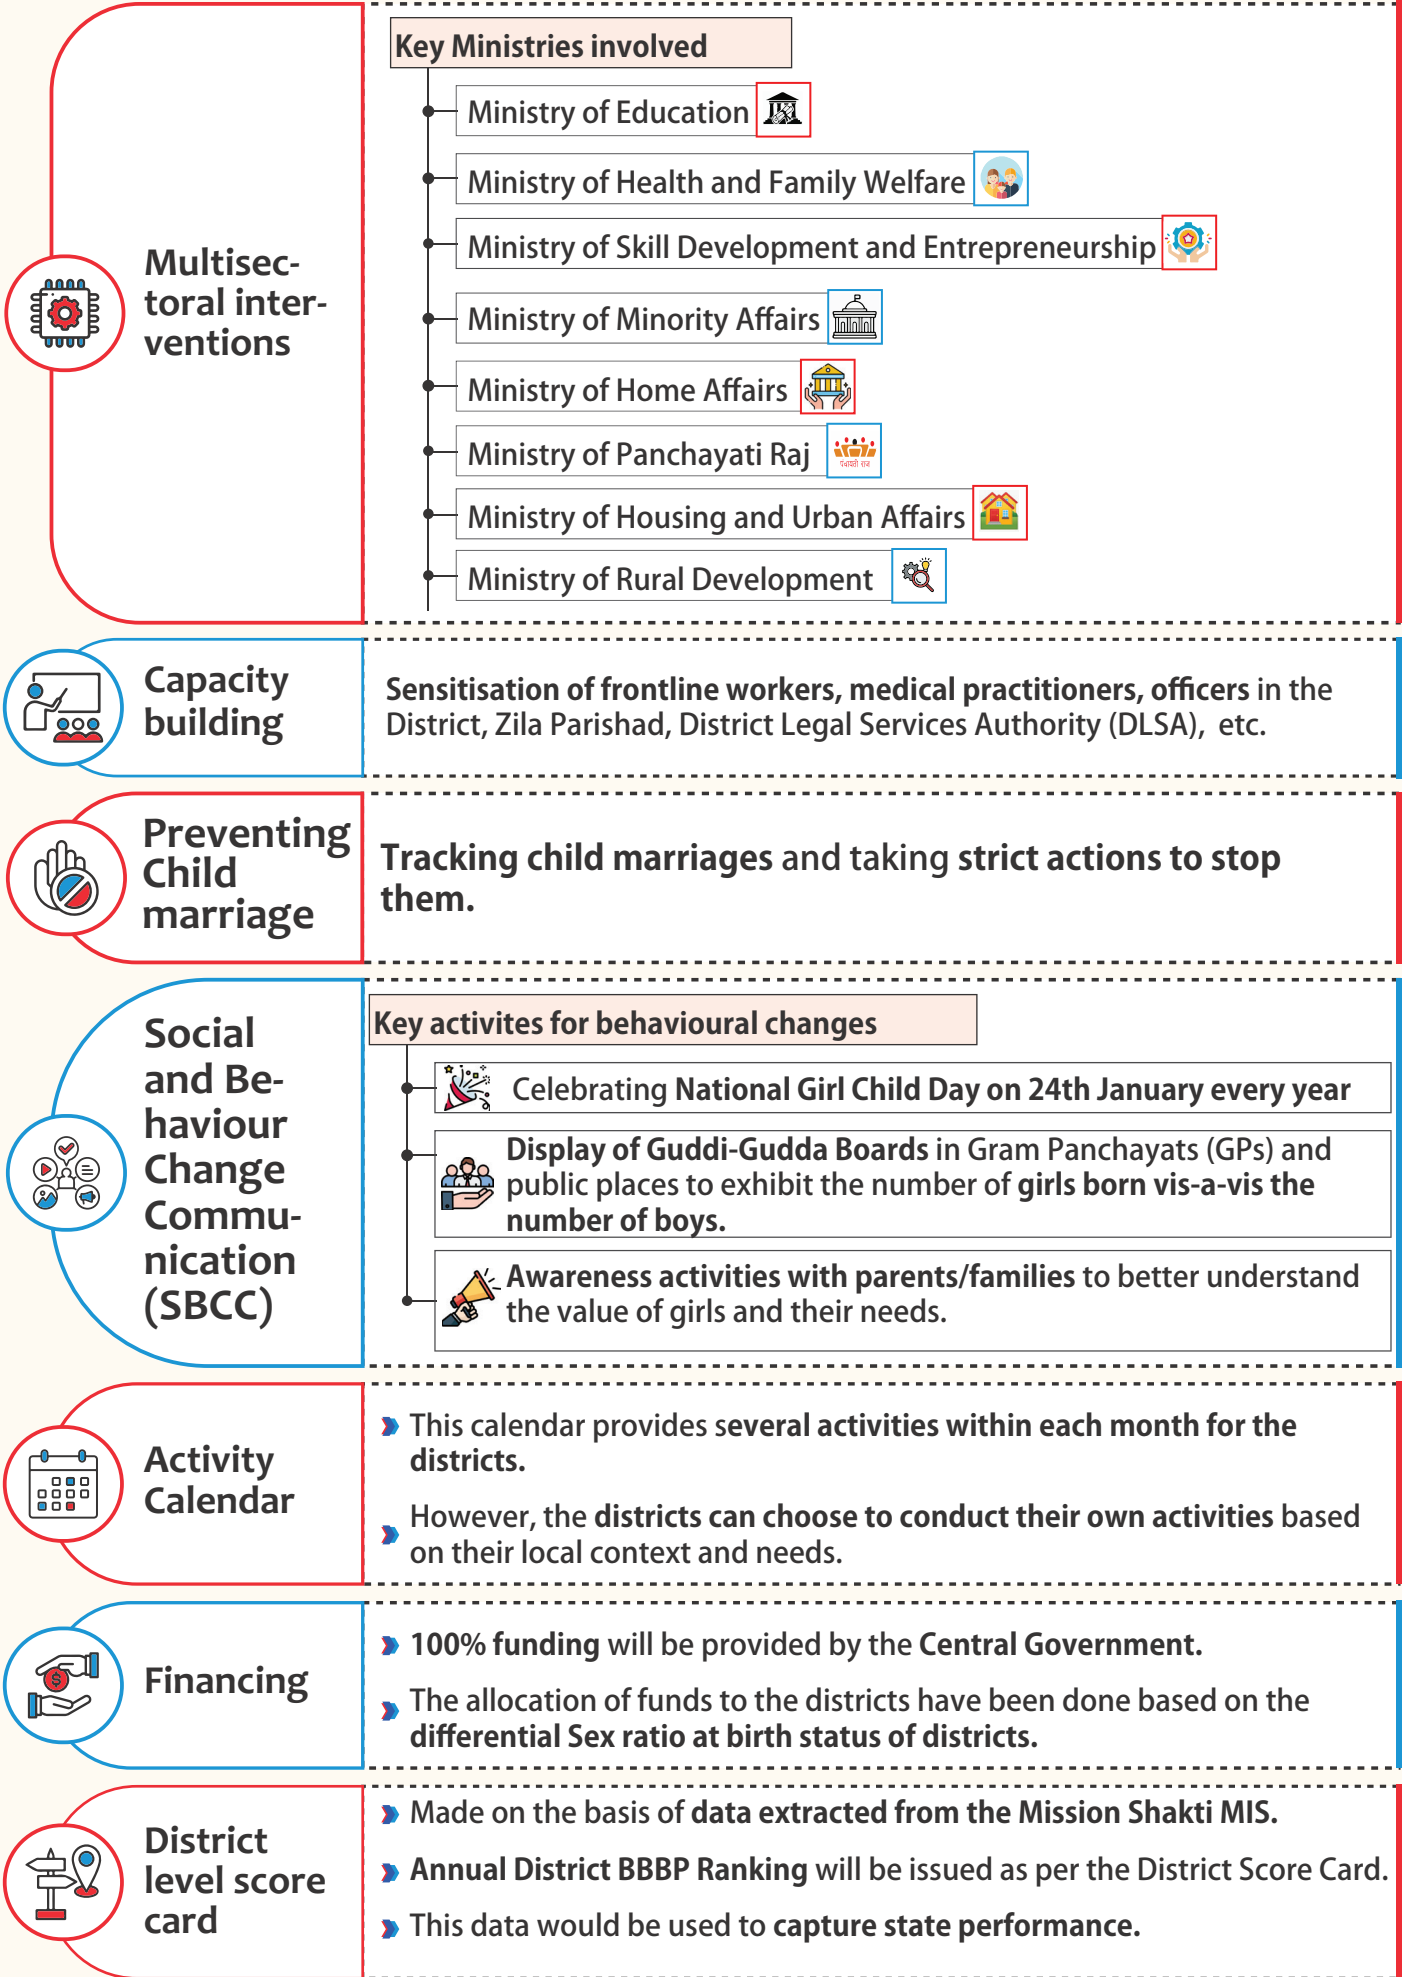 Key Ministries involved
Ministry of Education
Ministry of Health and Family Welfare
Ministry of Skill Development and Entrepreneurship
Multisec-
toral inter-
ventions
Ministry of Minority Affairs
Ministry of Home Affairs
Ministry of Panchayati Raj
पंचायती राज
Ministry of Housing and Urban Affairs
Ministry of Rural Development
Capacity
building
Sensitisation of frontline workers, medical practitioners, officers in the
District, Zila Parishad, District Legal Services Authority (DLSA), etc.
Preventing
Child
marriage
Tracking child marriages and taking strict actions to stop
them.
Social
and Be-
haviour
Change
Commu-
nication
(SBCC)
Key activites for behavioural changes
Celebrating National Girl Child Day on 24th January every year
Display of Guddi-Gudda Boards in Gram Panchayats (GPs) and
public places to exhibit the number of girls born vis-a-vis the
number of boys.
Awareness activities with parents/families to better understand
the value of girls and their needs.
Activity
Calendar
This calendar provides several activities within each month for the
districts.
However, the districts can choose to conduct their own activities based
on their local context and needs.
Financing
100% funding will be provided by the Central Government.
The allocation of funds to the districts have been done based on the
differential Sex ratio at birth status of districts.
District
level score
card
Made on the basis of data extracted from the Mission Shakti MIS.
Annual District BBBP Ranking will be issued as per the District Score Card.
This data would be used to capture state performance.